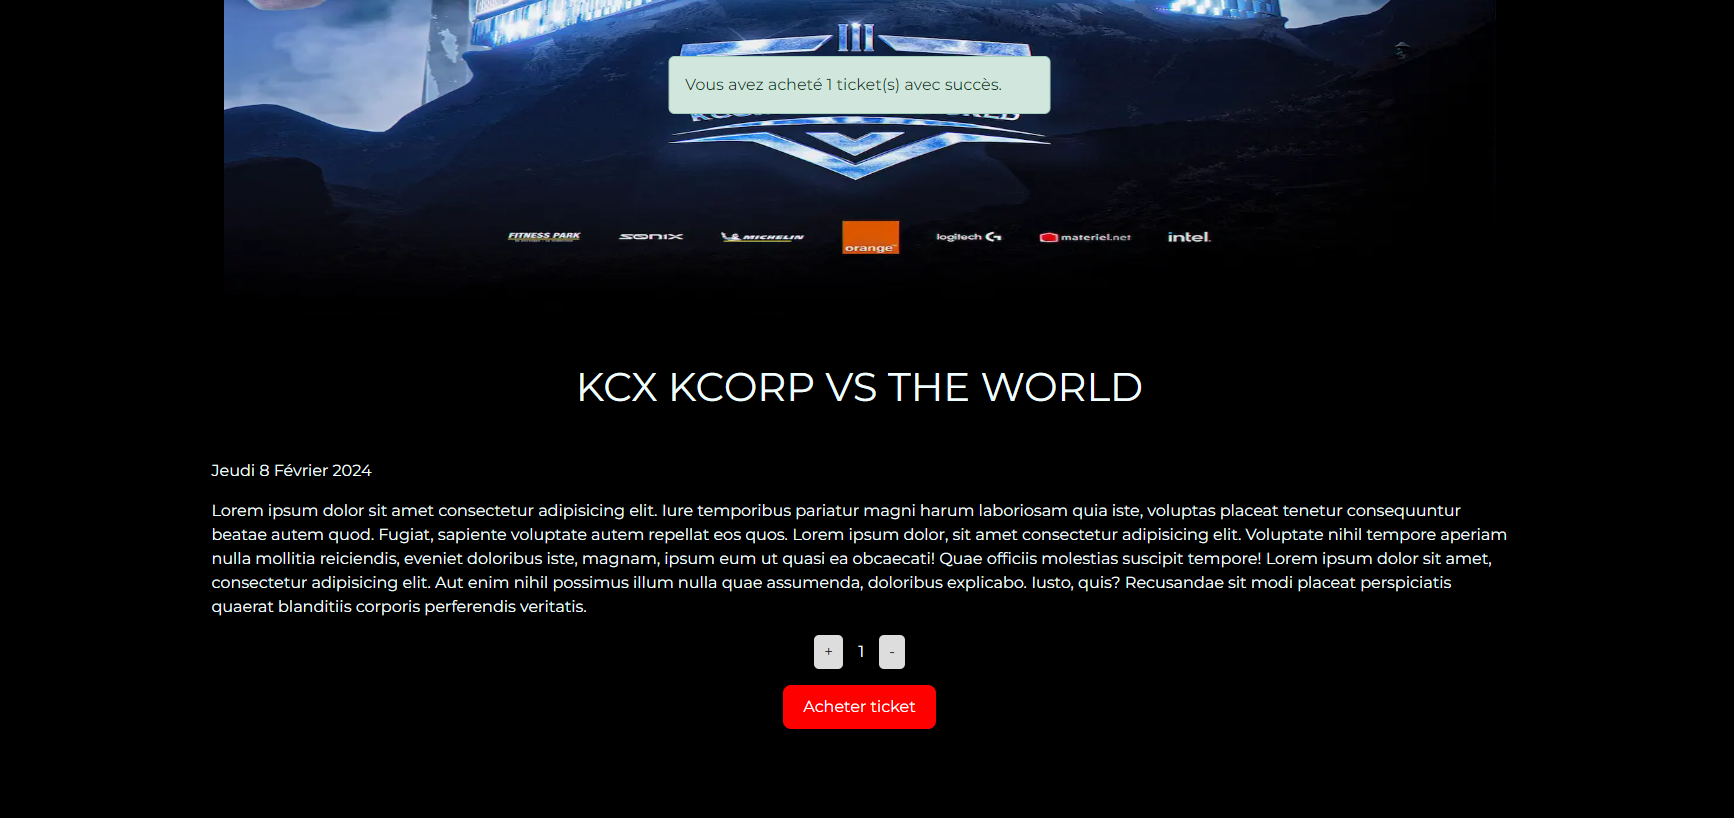 III
Vous avez acheté 1 ticket(s) avec succès.
FITNESS PARK
SONIX
MICHELIN
orange
logitech G
materiel.net
intel.
KCX KCORP VS THE WORLD
Jeudi 8 Février 2024
Lorem ipsum dolor sit amet consectetur adipisicing elit. Iure temporibus pariatur magni harum laboriosam quia iste, voluptas placeat tenetur consequuntur
beatae autem quod. Fugiat, sapiente voluptate autem repellat eos quos. Lorem ipsum dolor, sit amet consectetur adipisicing elit. Voluptate nihil tempore aperiam
nulla mollitia reiciendis, eveniet doloribus iste, magnam, ipsum eum ut quasi ea obcaecati! Quae officiis molestias suscipit tempore! Lorem ipsum dolor sit amet,
consectetur adipisicing elit. Aut enim nihil possimus illum nulla quae assumenda, doloribus explicabo. Iusto, quis? Recusandae sit modi placeat perspiciatis
quaerat blanditiis corporis perferendis veritatis.
+ 1 -
Acheter ticket